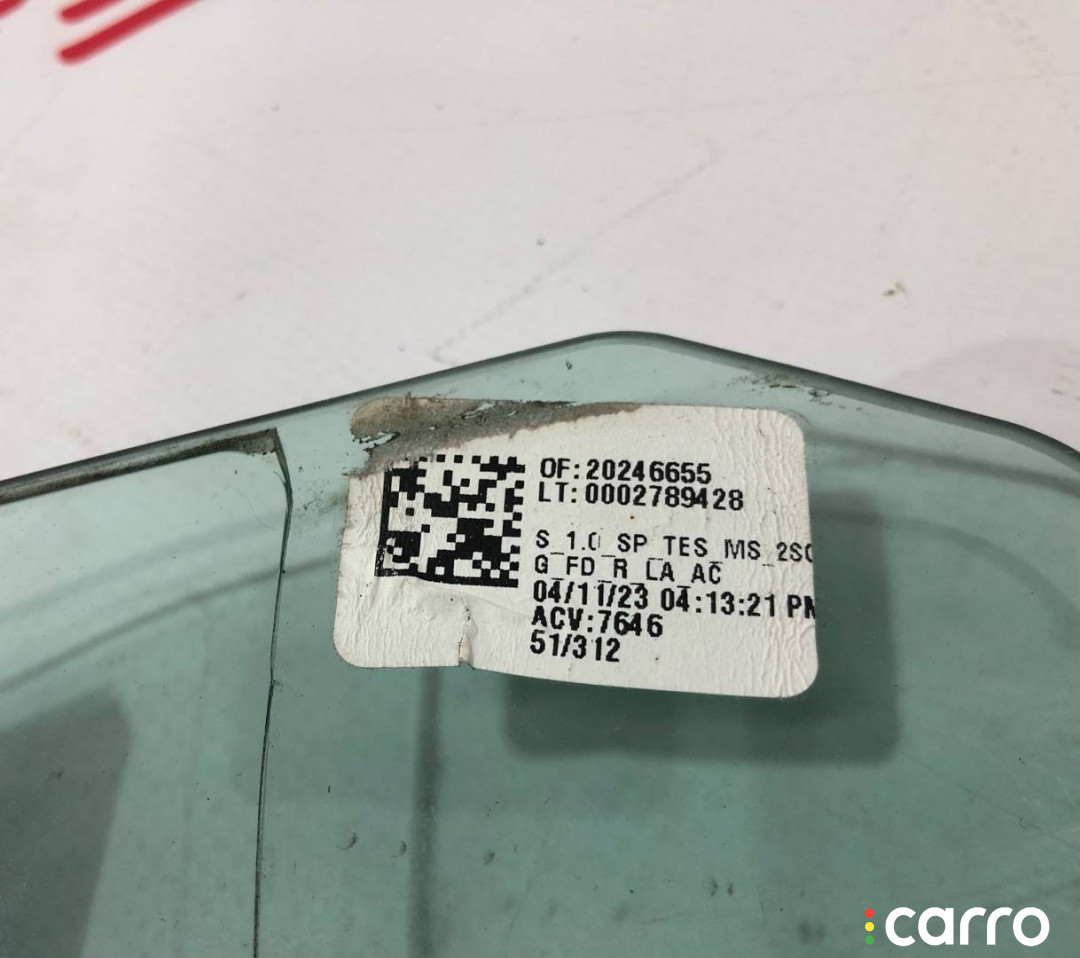 OF:20246655
LT:0002789428
S_1.0_SP_TES_MS_2SC
G_FD_R_LA_AC
04/11/23 04:13:21 PM
ACV:7646
51/312
carro